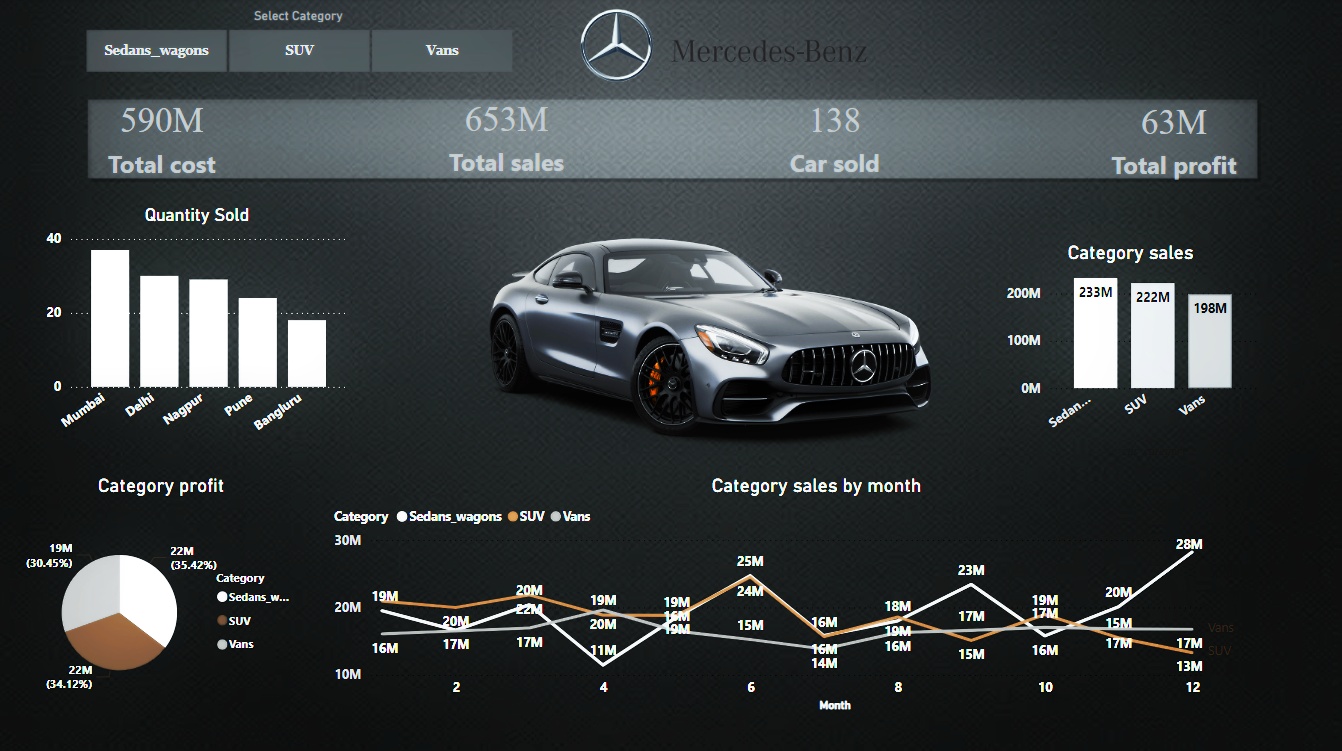 Select Category
Sedans_wagons SUV Vans
Mercedes-Benz
590M 653M 138 63M
Total cost Total sales Car sold Total profit
Quantity Sold
40
20
0
Mumbai Delhi Nagpur Pune Bangluru
Category sales
200M
100M
0M
233M 222M 198M
Sedan... SUV Vans
Category profit
19M
(30.45%)
22M
(35.42%)
22M
(34.12%)
Category
Sedans_w...
SUV
Vans
Category sales by month
Category Sedans_wagons SUV Vans
30M
20M
10M
19M 20M 11M 19M 25M 16M 18M 23M 16M 20M 28M
20M 22M 20M 16M 24M 16M 19M 15M 19M 15M 13M
16M 17M 17M 19M 19M 15M 14M 16M 17M 17M 17M 17M
Vans
SUV
2 4 6 8 10 12
Month